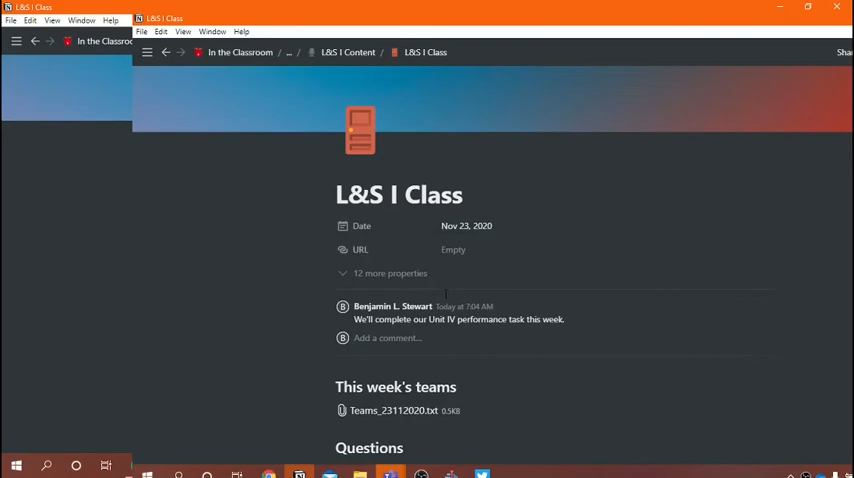 L&S I Class
File Edit View Window Help
In the Classroo
L&S I Class
File Edit View Window Help
In the Classroom / ... / L&S I Content / L&S I Class
Sha
L&S I Class
Date Nov 23, 2020
URL Empty
12 more properties
B Benjamin L. Stewart Today at 7:04 AM
We'll complete our Unit IV performance task this week.
B Add a comment...
This week's teams
Teams_23112020.txt 0.5KB
Questions